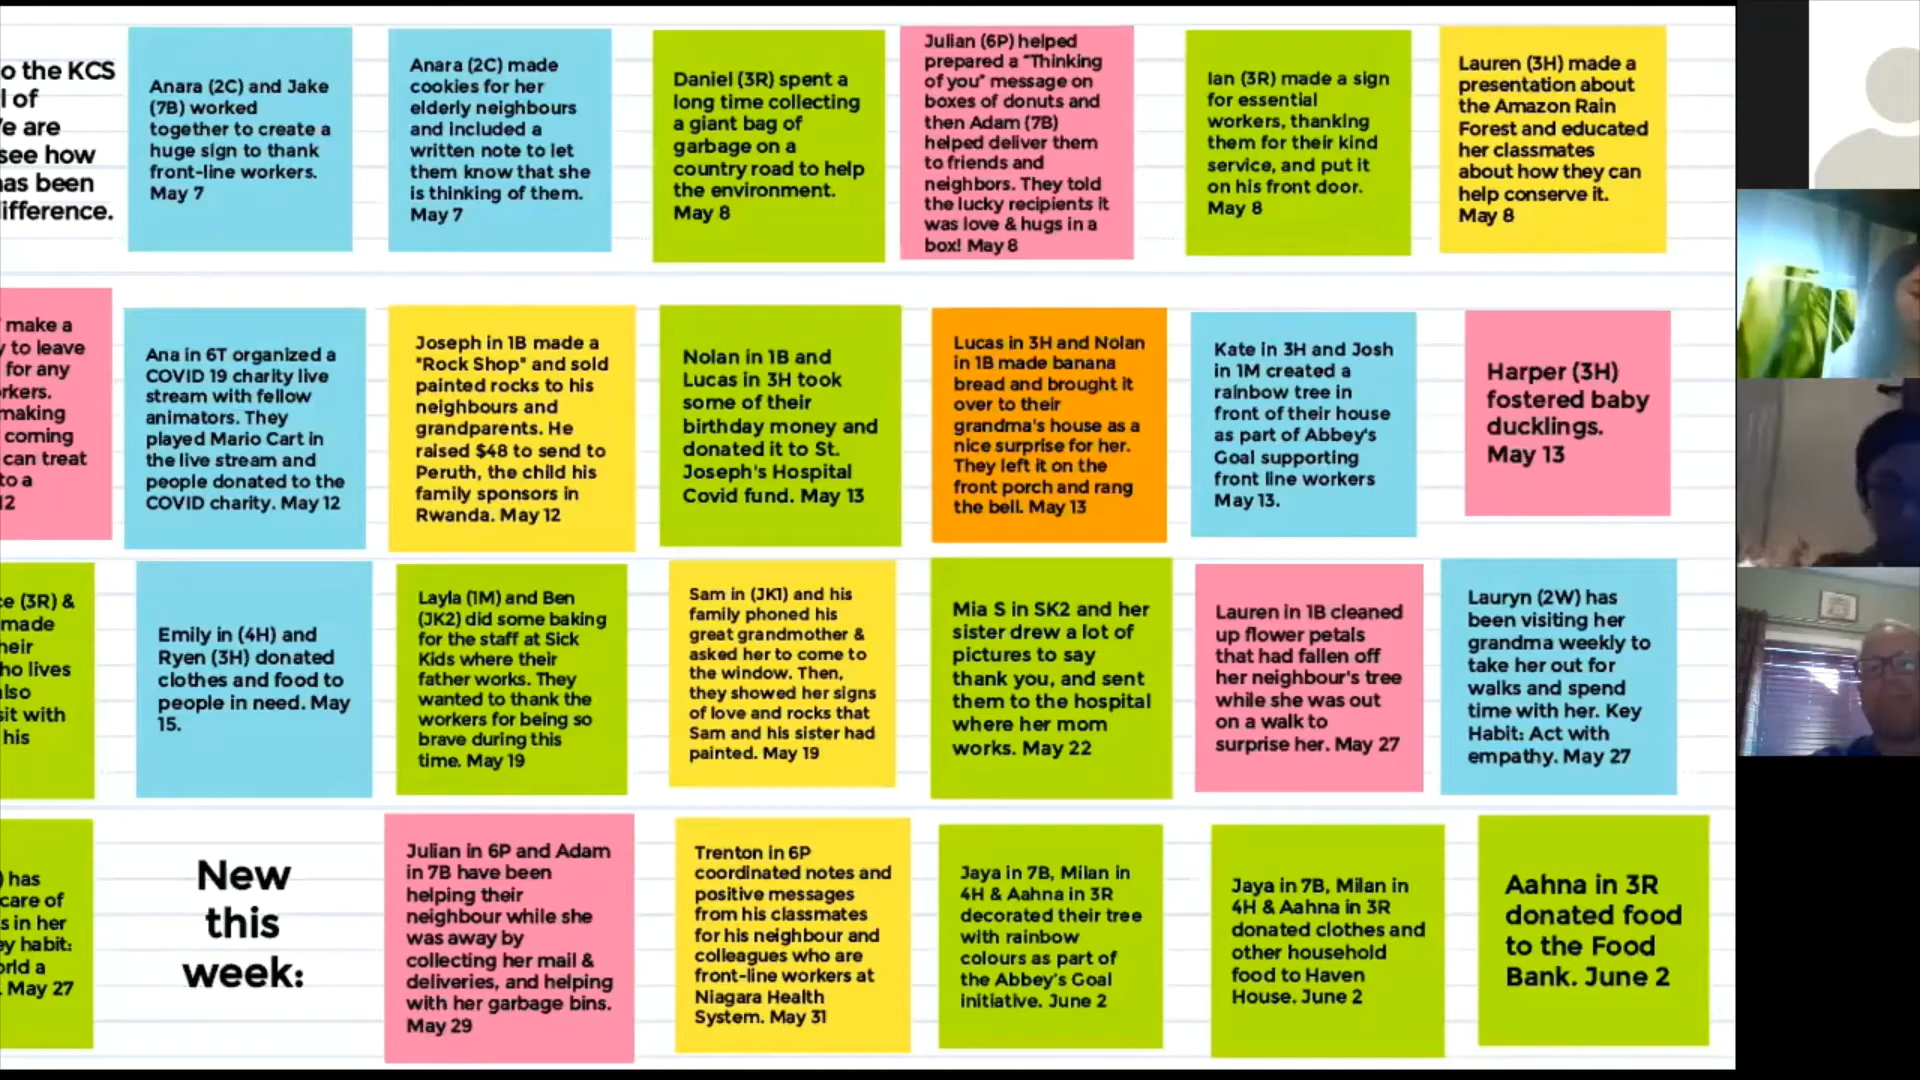 o the KCS
l of
e are
see how
as been
ifference.
Anara (2C) and Jake
(7B) worked
together to create a
huge sign to thank
front-line workers.
May 7
Anara (2C) made
cookies for her
elderly neighbours
and included a
written note to let
them know that she
is thinking of them.
May 7
Daniel (3R) spent a
long time collecting
a giant bag of
garbage on a
country road to help
the environment.
May 8
Julian (6P) helped
prepared a "Thinking
of you" message on
boxes of donuts and
then Adam (7B)
helped deliver them
to friends and
neighbors. They told
the lucky recipients it
was love & hugs in a
box! May 8
Ian (3R) made a sign
for essential
workers, thanking
them for their kind
service, and put it
on his front door.
May 8
Lauren (3H) made a
presentation about
the Amazon Rain
Forest and educated
her classmates
about how they can
help conserve it.
May 8
make a
y to leave
for any
rkers.
making
coming
can treat
to a
12
Ana in 6T organized a
COVID 19 charity live
stream with fellow
animators. They
played Mario Cart in
the live stream and
people donated to the
COVID charity. May 12
Joseph in 1B made a
"Rock Shop" and sold
painted rocks to his
neighbours and
grandparents. He
raised $48 to send to
Peruth, the child his
family sponsors in
Rwanda. May 12
Nolan in 1B and
Lucas in 3H took
some of their
birthday money and
donated it to St.
Joseph's Hospital
Covid fund. May 13
Lucas in 3H and Nolan
in 1B made banana
bread and brought it
over to their
grandma's house as a
nice surprise for her.
They left it on the
front porch and rang
the bell. May 13
Kate in 3H and Josh
in 1M created a
rainbow tree in
front of their house
as part of Abbey's
Goal supporting
front line workers
May 13.
Harper (3H)
fostered baby
ducklings.
May 13
ce (3R) &
made
heir
ho lives
lso
sit with
his
Emily in (4H) and
Ryen (3H) donated
clothes and food to
people in need. May
15.
Layla (1M) and Ben
(JK2) did some baking
for the staff at Sick
Kids where their
father works. They
wanted to thank the
workers for being so
brave during this
time. May 19
Sam in (JK1) and his
family phoned his
great grandmother &
asked her to come to
the window. Then,
they showed her signs
of love and rocks that
Sam and his sister had
painted. May 19
Mia S in SK2 and her
sister drew a lot of
pictures to say
thank you, and sent
them to the hospital
where her mom
works. May 22
Lauren in 1B cleaned
up flower petals
that had fallen off
her neighbour's tree
while she was out
on a walk to
surprise her. May 27
Lauryn (2W) has
been visiting her
grandma weekly to
take her out for
walks and spend
time with her. Key
Habit: Act with
empathy. May 27
) has
care of
s in her
ey habit:
orld a
. May 27
New
this
week:
Julian in 6P and Adam
in 7B have been
helping their
neighbour while she
was away by
collecting her mail &
deliveries, and helping
with her garbage bins.
May 29
Trenton in 6P
coordinated notes and
positive messages
from his classmates
for his neighbour and
colleagues who are
front-line workers at
Niagara Health
System. May 31
Jaya in 7B, Milan in
4H & Aahna in 3R
decorated their tree
with rainbow
colours as part of
the Abbey's Goal
initiative. June 2
Jaya in 7B, Milan in
4H & Aahna in 3R
donated clothes and
other household
food to Haven
House. June 2
Aahna in 3R
donated food
to the Food
Bank. June 2